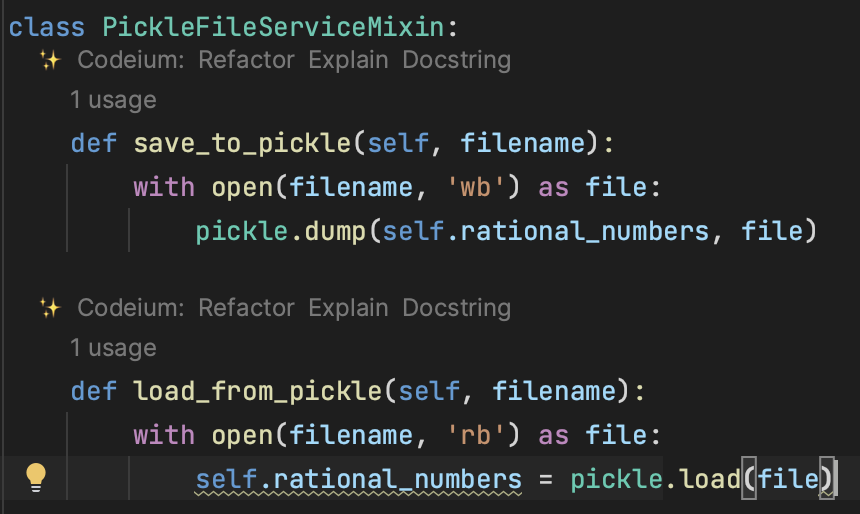 class PickleFileServiceMixin:
✨ Codeium: Refactor Explain Docstring
1 usage
def save_to_pickle(self, filename):
with open(filename, 'wb') as file:
pickle.dump(self.rational_numbers, file)
✨ Codeium: Refactor Explain Docstring
1 usage
def load_from_pickle(self, filename):
with open(filename, 'rb') as file:
self.rational_numbers = pickle.load(file)